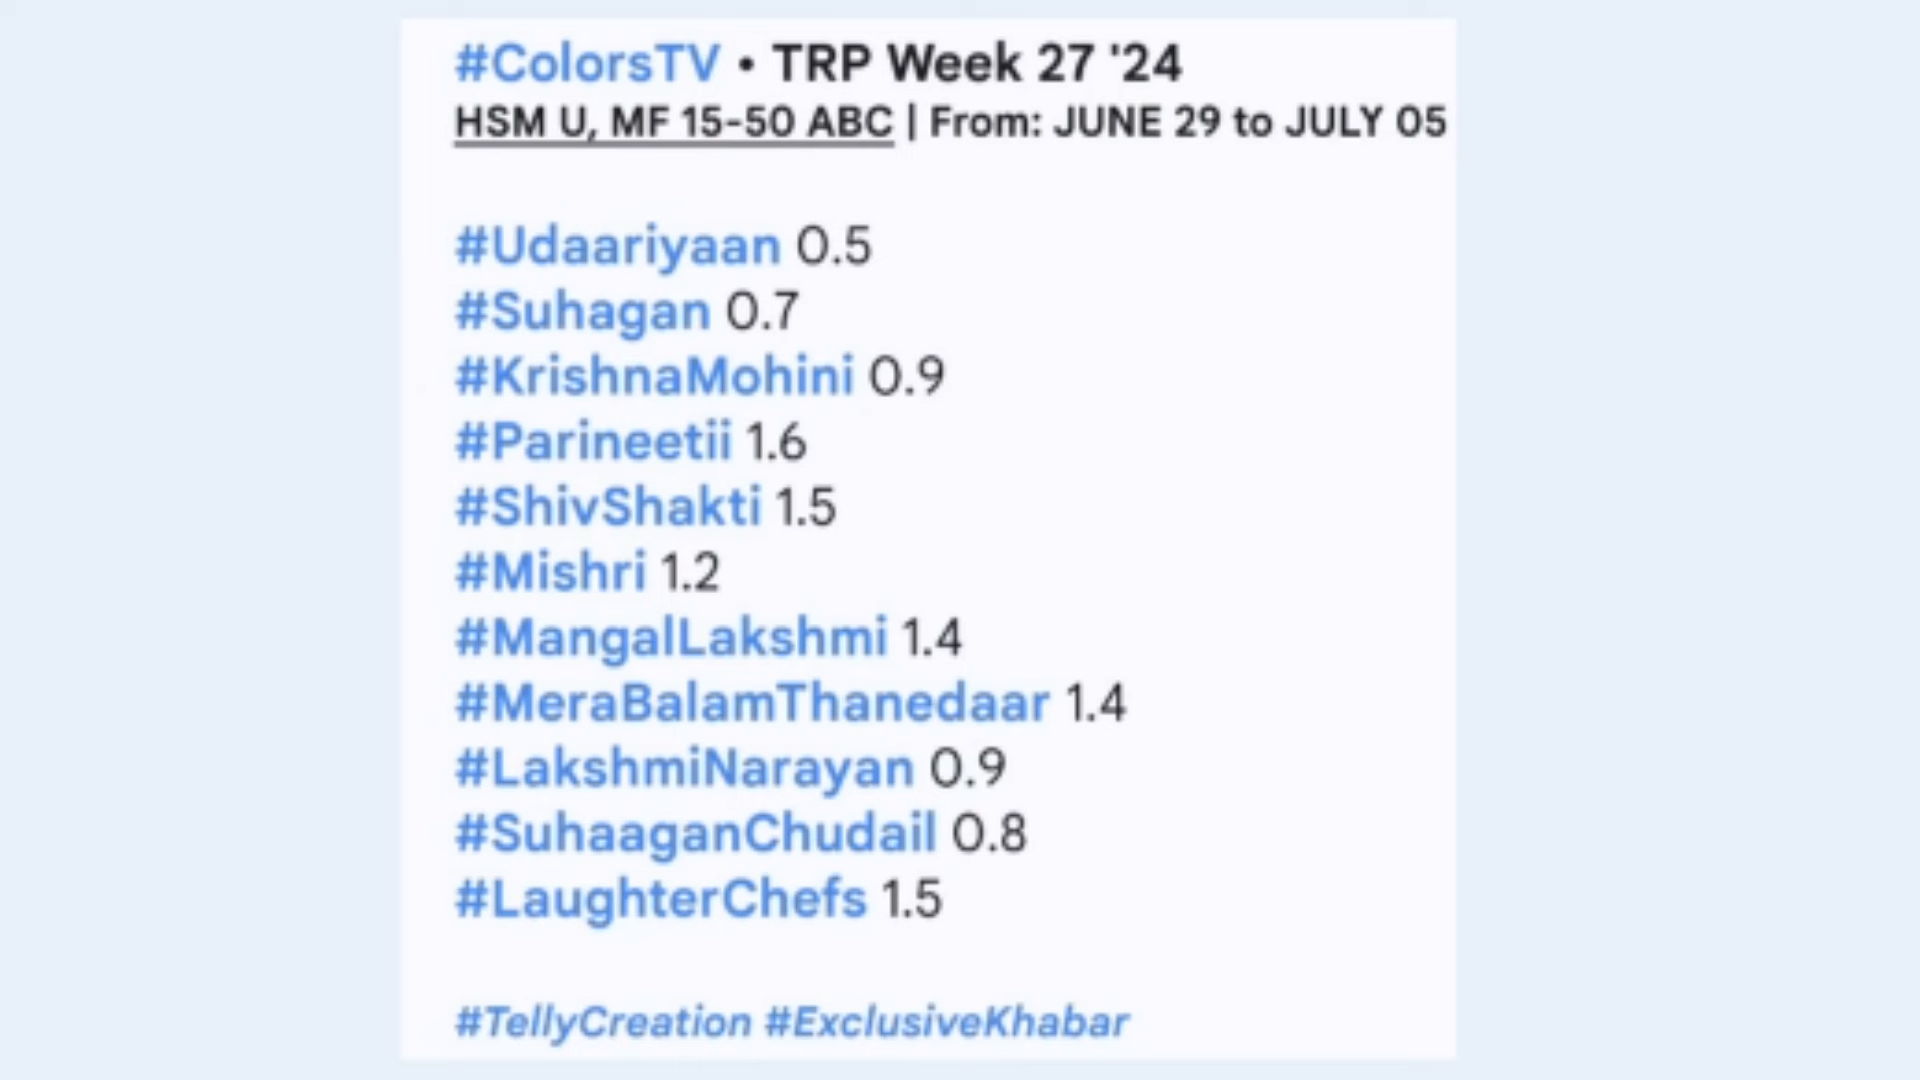 #ColorsTV • TRP Week 27 '24
HSM U, MF 15-50 ABC | From: JUNE 29 to JULY 05
#Udaariyaan 0.5
#Suhagan 0.7
#KrishnaMohini 0.9
#Parineetii 1.6
#ShivShakti 1.5
#Mishri 1.2
#MangalLakshmi 1.4
#MeraBalamThanedaar 1.4
#LakshmiNarayan 0.9
#SuhaaganChudail 0.8
#LaughterChefs 1.5
#TellyCreation #ExclusiveKhabar